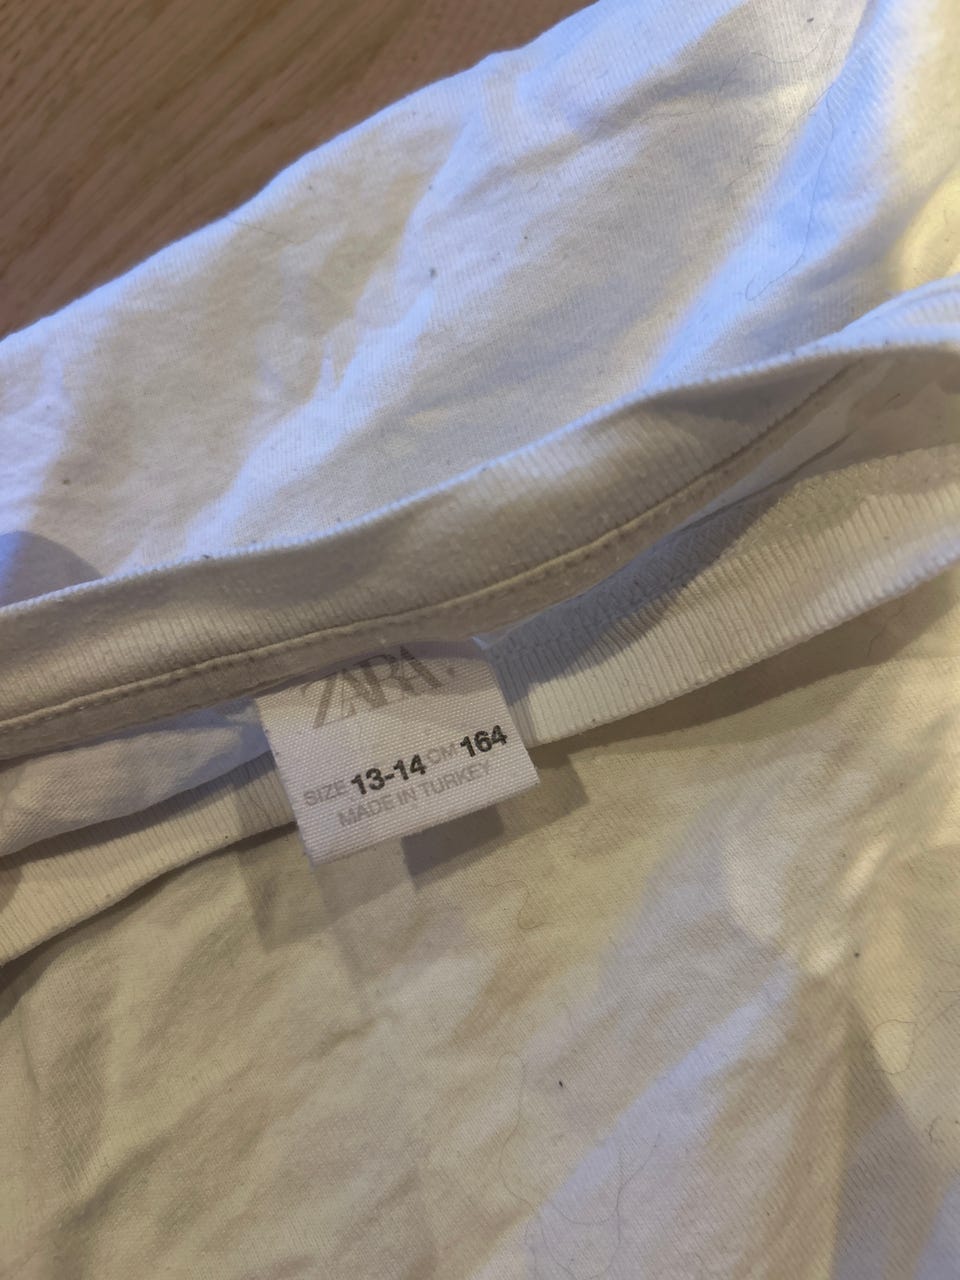 ZARA
SIZE 13-14 CM 164
MADE IN TURKEY